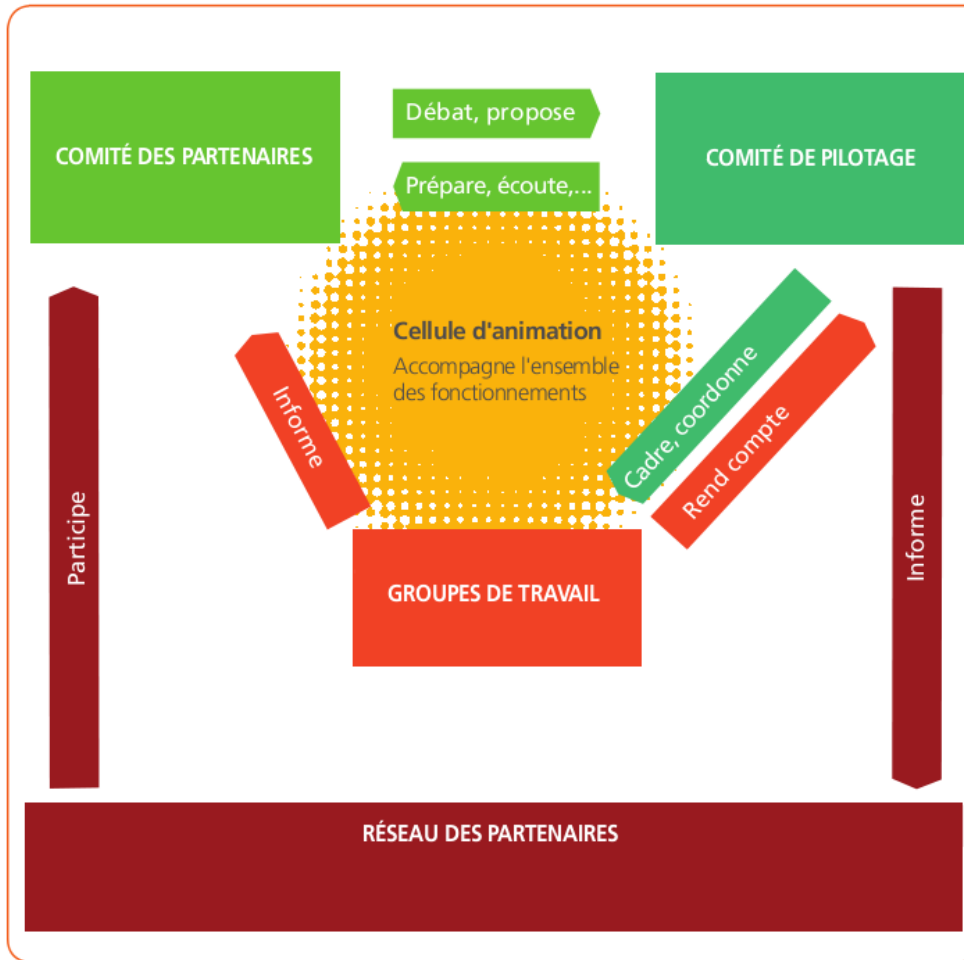 Débat, propose
COMITÉ DES PARTENAIRES
COMITÉ DE PILOTAGE
Prépare, écoute,...
Cellule d'animation
Accompagne l'ensemble
des fonctionnements
Informe
Cadre, coordonne
Rend compte
Participe
Informe
GROUPES DE TRAVAIL
RÉSEAU DES PARTENAIRES